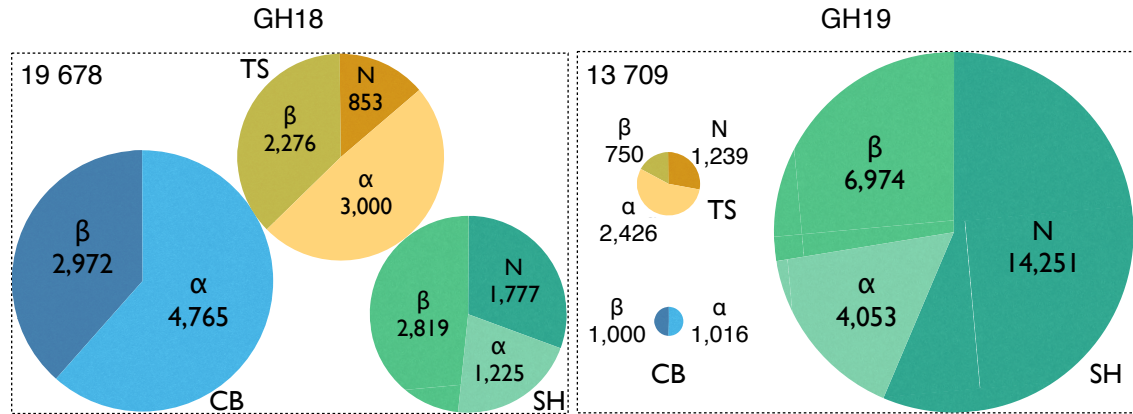 GH18
GH19
19 678
TS
N
853
β
2,276
α
3,000
β
2,972
α
4,765
CB
N
1,777
β
2,819
α
1,225
SH
13 709
β
750
N
1,239
α
2,426
TS
β
1,000
α
1,016
CB
β
6,974
N
14,251
α
4,053
SH